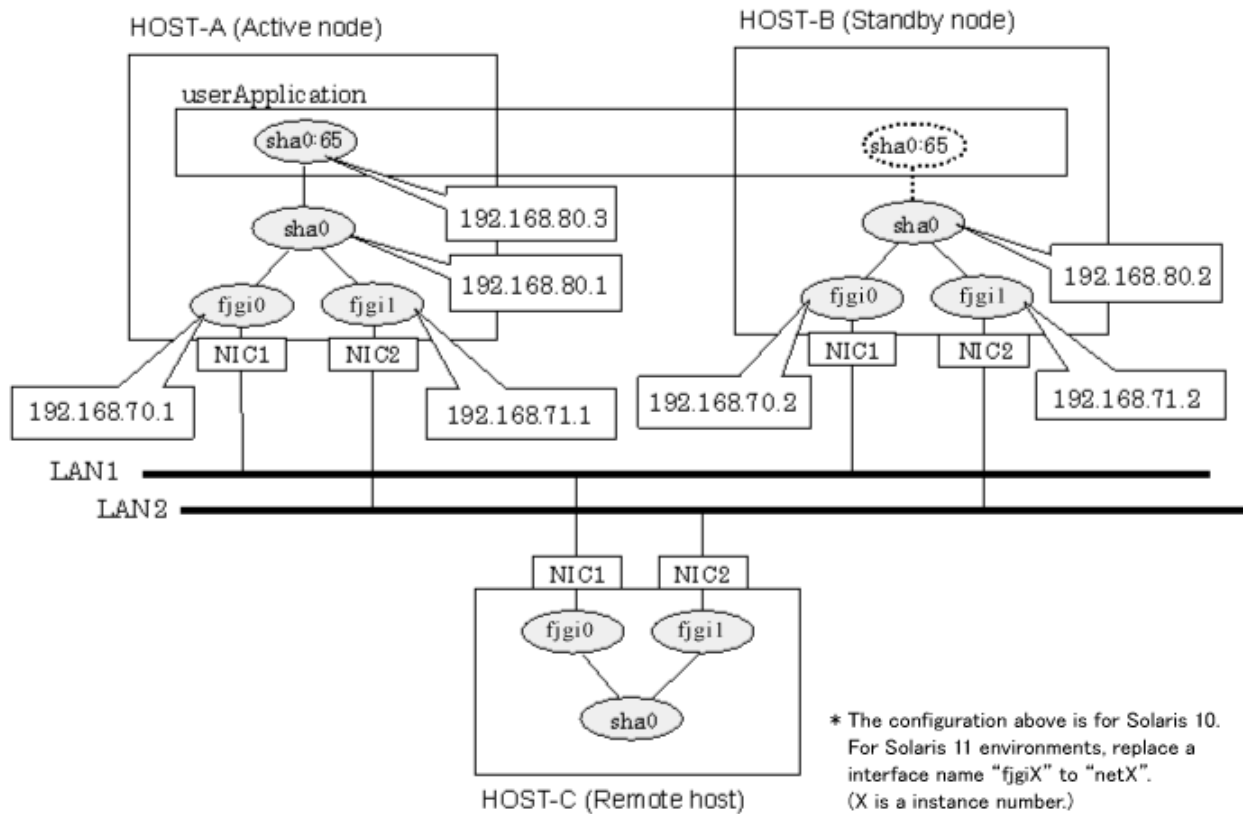 HOST-A (Active node)
HOST-B (Standby node)
userApplication
sha0:65
sha0:65
192.168.80.3
sha0
sha0
192.168.80.1
192.168.80.2
fjgi0
fjgi1
fjgi0
fjgi1
NIC1
NIC2
NIC1
NIC2
192.168.70.1
192.168.71.1
192.168.70.2
192.168.71.2
LAN1
LAN2
NIC1
NIC2
fjgi0
fjgi1
sha0
HOST-C (Remote host)
* The configuration above is for Solaris 10.
For Solaris 11 environments, replace a
interface name “fjgiX” to “netX”.
(X is a instance number.)